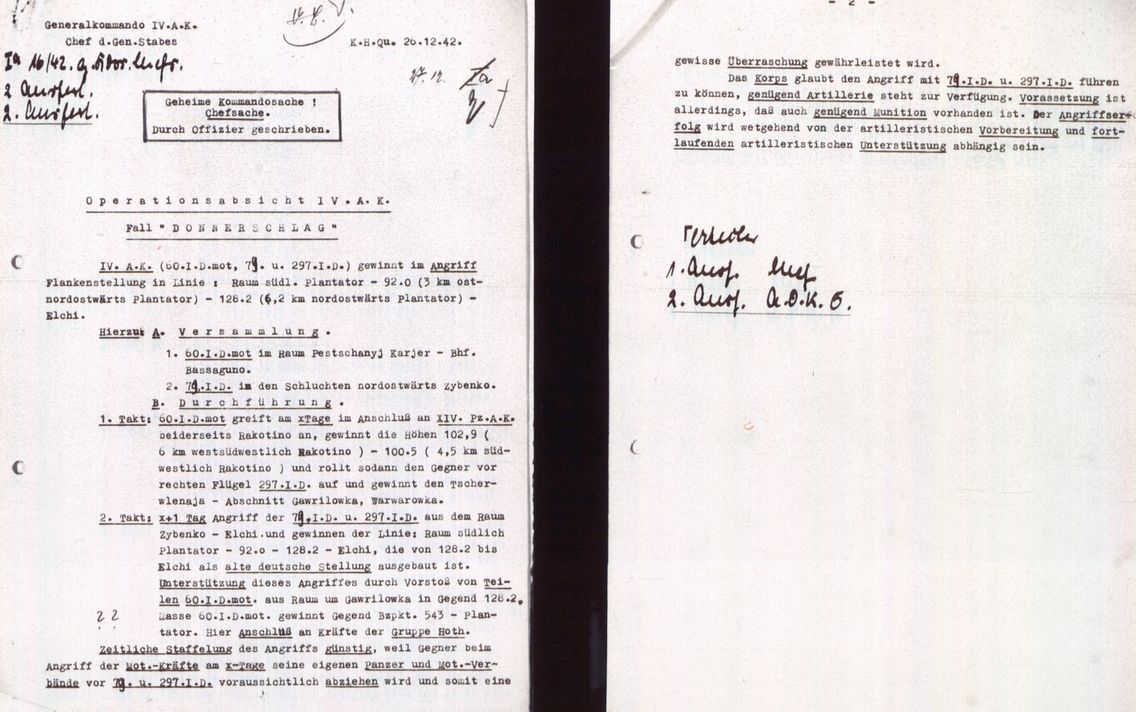 Generalkommando IV.A.K.
Chef d.Gen.Stabes
K.H.Qu. 26.12.42.
Ia 16/42. g.Kdos. Chefs.
27.12.
Ia
2 Ausfert.
2. Ausfert.
Geheime Kommandosache !
Chefsache.
Durch Offizier geschrieben.
Operationsabsicht IV.A.K.
Fall "DONNERSCHLAG"
IV. A.K. (60.I.D.mot, 79. u. 297.I.D.) gewinnt im Angriff
Flankenstellung in Linie : Raum südl. Plantator - 92.0 (3 km ost-
nordostwärts Plantator) - 128.2 (6,2 km nordostwärts Plantator) -
Elchi.
Hierzu: A. Versammlung.
1. 60.I.D.mot im Raum Pestschanyj Karjer - Bhf.
Bassaguno.
2. 79.I.D. in den Schluchten nordostwärts Zybenko.
B. Durchführung.
1. Takt: 60.I.D.mot greift am xTage im Anschluß an XIV. Pz.A.K.
beiderseits Rakotino an, gewinnt die Höhen 102,9 (
6 km westsüdwestlich Rakotino ) - 100.5 ( 4,5 km süd-
westlich Rakotino ) und rollt sodann den Gegner vor
rechten Flügel 297.I.D. auf und gewinnt den Tscher-
wlenaja - Abschnitt Gawrilowka, Warwarowka.
2. Takt: x+1 Tag Angriff der 79.I.D. u. 297.I.D. aus dem Raum
Zybenko - Elchi.und gewinnen der Linie: Raum südlich
Plantator - 92.o - 128.2 - Elchi, die von 128.2 bis
Elchi als alte deutsche Stellung ausgebaut ist.
Unterstützung dieses Angriffes durch Vorstoß von Tei-
len 60.I.D.mot. aus Raum um Gawrilowka in Gegend 128.2.
?? Masse 60.I.D.mot. gewinnt Gegend Bzpkt. 543 - Plan-
tator. Hier Anschluß an Kräfte der Gruppe Hoth.
Zeitliche Staffelung des Angriffs günstig, weil Gegner beim
Angriff der Mot.-Kräfte am x-Tage seine eigenen Panzer und Mot.-Ver-
bände vor 79. u. 297.I.D. voraussichtlich abziehen wird und somit eine
- 2 -
gewisse Überraschung gewährleistet wird.
Das Korps glaubt den Angriff mit 79.I.D. u. 297.I.D. führen
zu können, genügend Artillerie steht zur Verfügung. Vorassetzung ist
allerdings, daß auch genügend Munition vorhanden ist. Der Angriffser-
folg wird wetgehend von der artilleristischen Vorbereitung und fort-
laufenden artilleristischen Unterstützung abhängig sein.
Verteiler
1. Ausf. Chef
2. Ausf. A.O.K. 6.